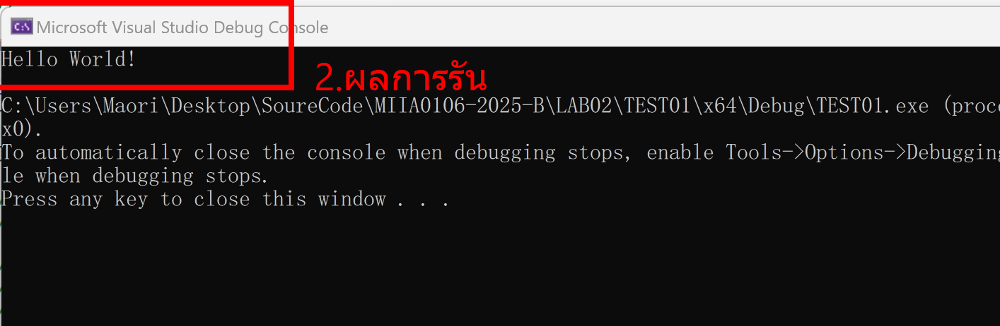 Microsoft Visual Studio Debug Console
Hello World!
2.ผลการรัน
C:\Users\Maori\Desktop\SoureCode\MIIA0106-2025-B\LAB02\TEST01\x64\Debug\TEST01.exe (proc
x0).
To automatically close the console when debugging stops, enable Tools->Options->Debugging
le when debugging stops.
Press any key to close this window . . .